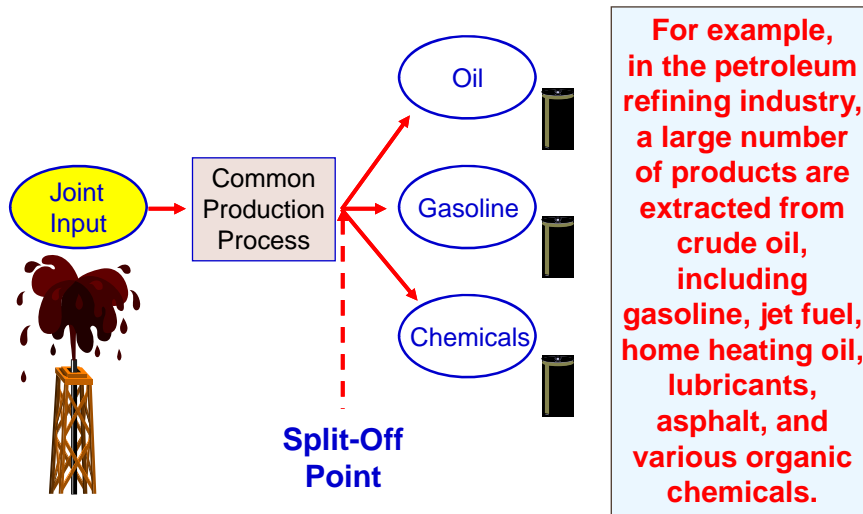 Oil
Joint
Input
Common
Production
Process
Gasoline
Chemicals
Split-Off
Point
For example,
in the petroleum
refining industry,
a large number
of products are
extracted from
crude oil,
including
gasoline, jet fuel,
home heating oil,
lubricants,
asphalt, and
various organic
chemicals.